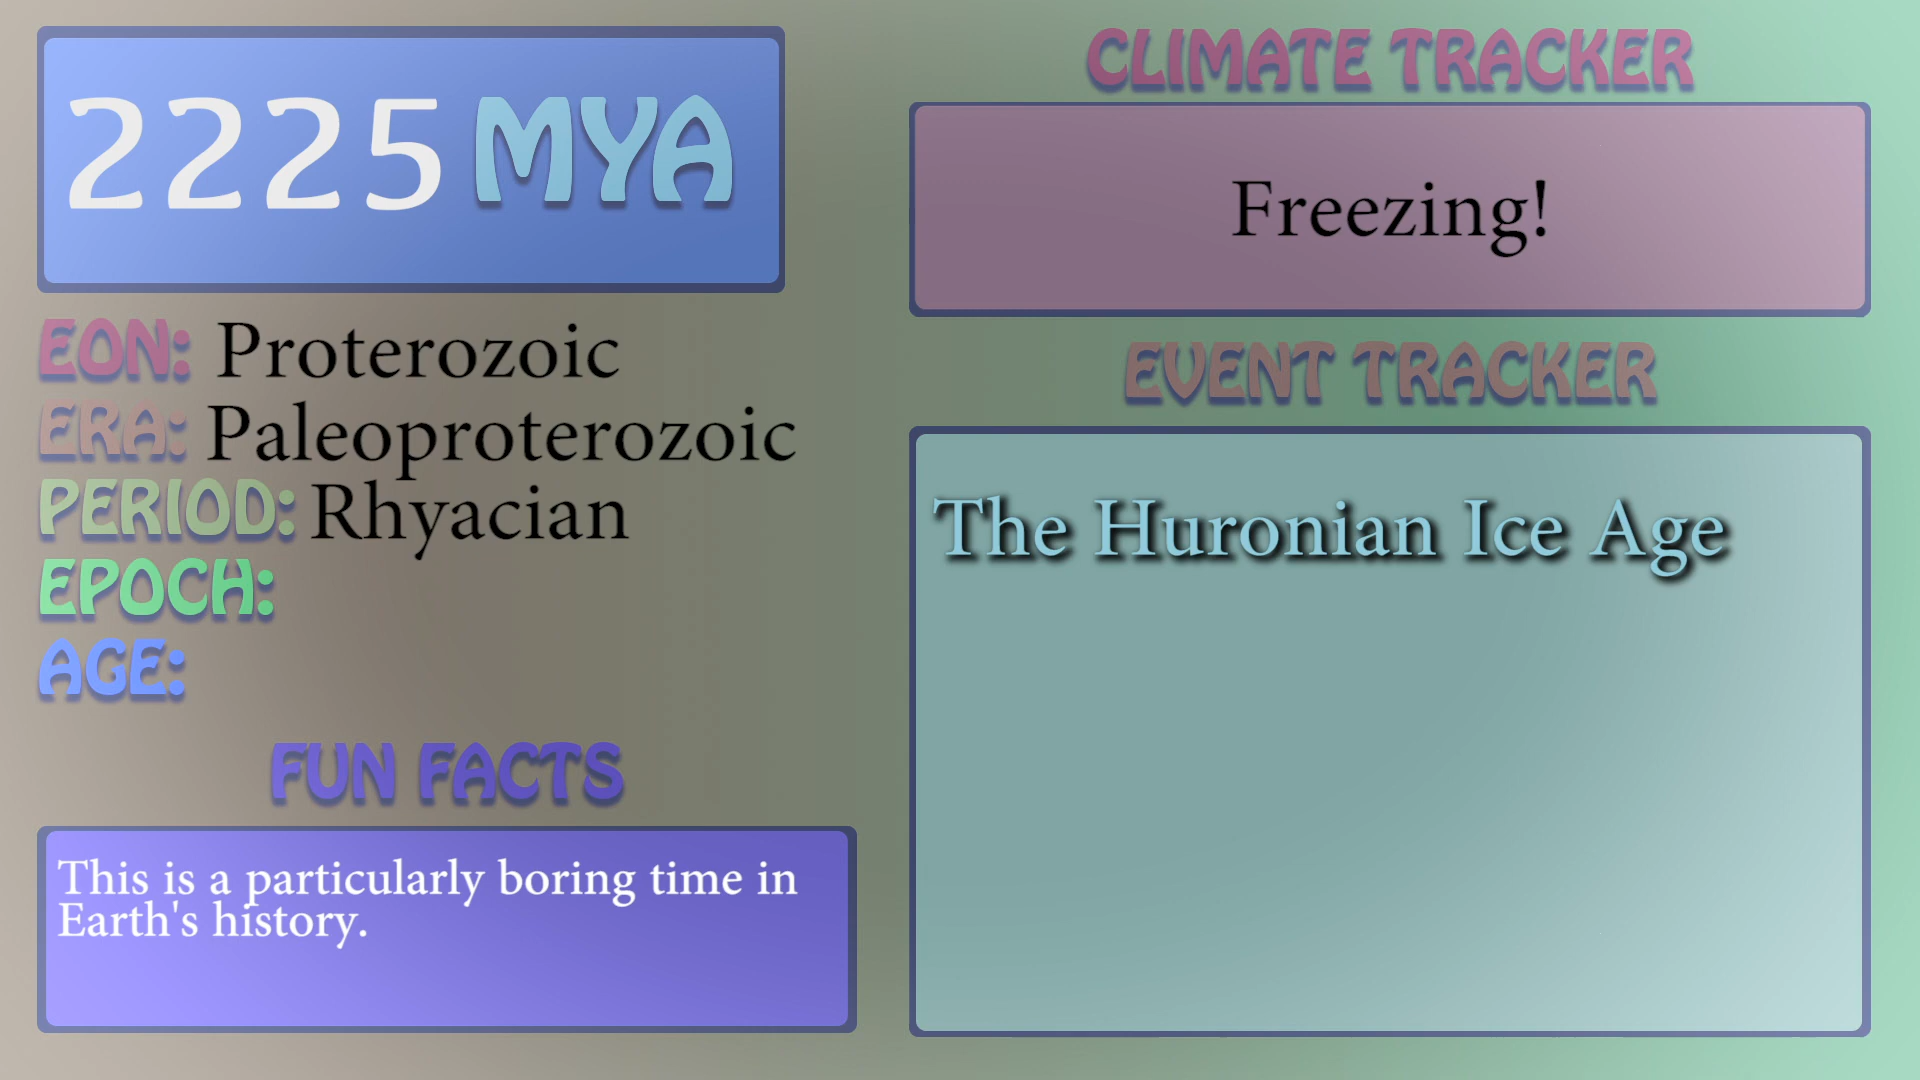 2225 MYA
EON: Proterozoic
ERA: Paleoproterozoic
PERIOD: Rhyacian
EPOCH:
AGE:
FUN FACTS
This is a particularly boring time in
Earth's history.
CLIMATE TRACKER
Freezing!
EVENT TRACKER
The Huronian Ice Age